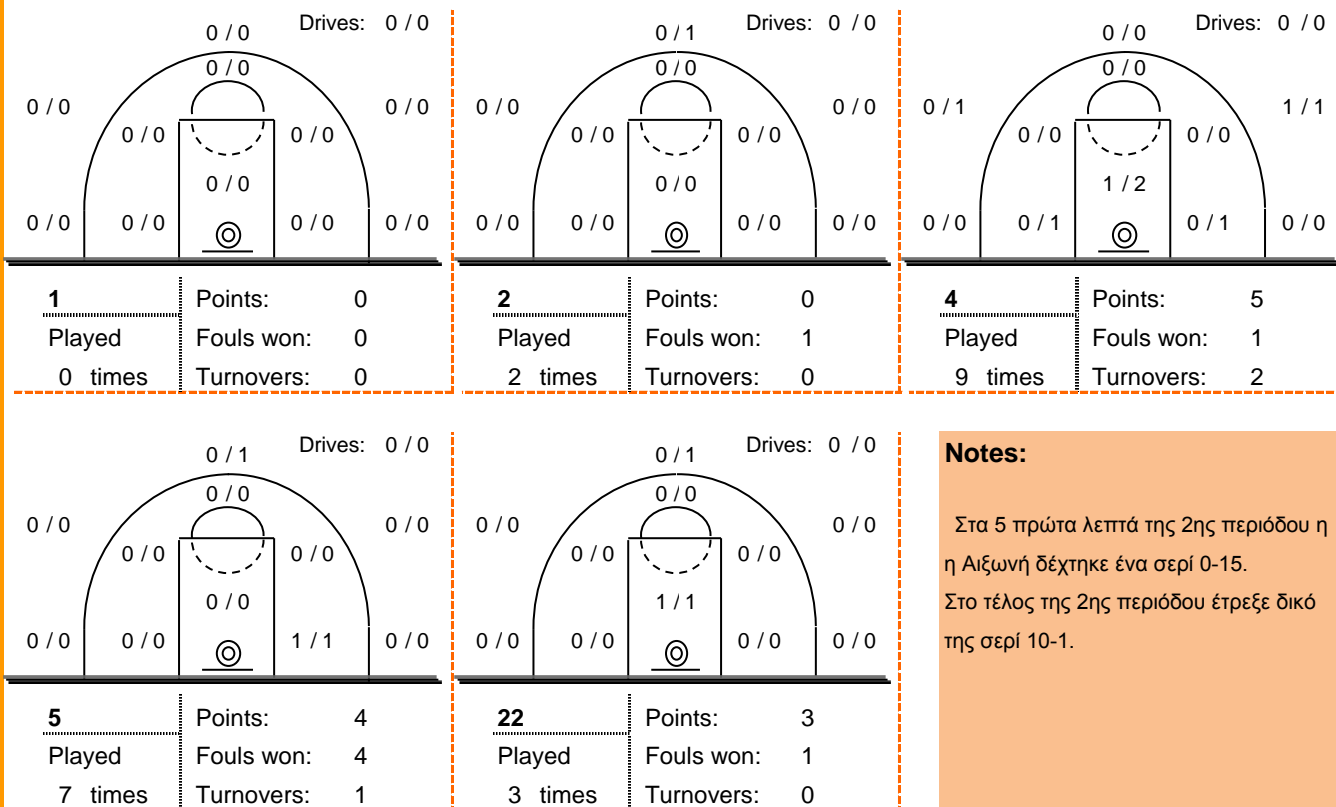 0 / 0 Drives: 0 / 0
0 / 0
0 / 0 0 / 0
0 / 0 0 / 0
0 / 0
0 / 0 0 / 0 0 / 0 0 / 0
1 Points: 0
Played Fouls won: 0
0 times Turnovers: 0
0 / 1 Drives: 0 / 0
0 / 0
0 / 0 0 / 0
0 / 0 0 / 0
0 / 0
0 / 0 0 / 0 0 / 0 0 / 0
2 Points: 0
Played Fouls won: 1
2 times Turnovers: 0
0 / 0 Drives: 0 / 0
0 / 0
0 / 1 1 / 1
0 / 0 0 / 0
1 / 2
0 / 0 0 / 1 0 / 1 0 / 0
4 Points: 5
Played Fouls won: 1
9 times Turnovers: 2
0 / 1 Drives: 0 / 0
0 / 0
0 / 0 0 / 0
0 / 0 0 / 0
0 / 0
0 / 0 0 / 0 1 / 1 0 / 0
5 Points: 4
Played Fouls won: 4
7 times Turnovers: 1
0 / 1 Drives: 0 / 0
0 / 0
0 / 0 0 / 0
0 / 0 0 / 0
1 / 1
0 / 0 0 / 0 0 / 0 0 / 0
22 Points: 3
Played Fouls won: 1
3 times Turnovers: 0
Notes:
Στα 5 πρώτα λεπτά της 2ης περιόδου η
η Αιξωνή δέχτηκε ένα σερί 0-15.
Στο τέλος της 2ης περιόδου έτρεξε δικό
της σερί 10-1.